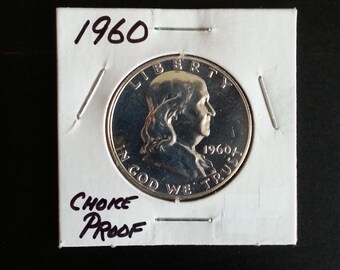 1960
LIBERTY
1960
IN GOD WE TRUST
CHOICE
PROOF